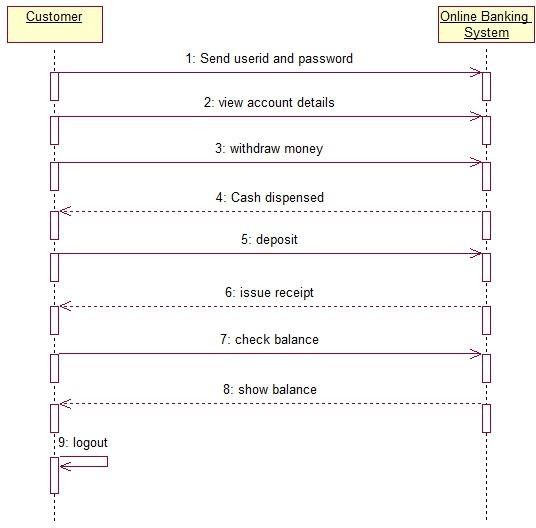 Customer
Online Banking
System
1: Send userid and password
2: view account details
3: withdraw money
4: Cash dispensed
5: deposit
6: issue receipt
7: check balance
8: show balance
9: logout